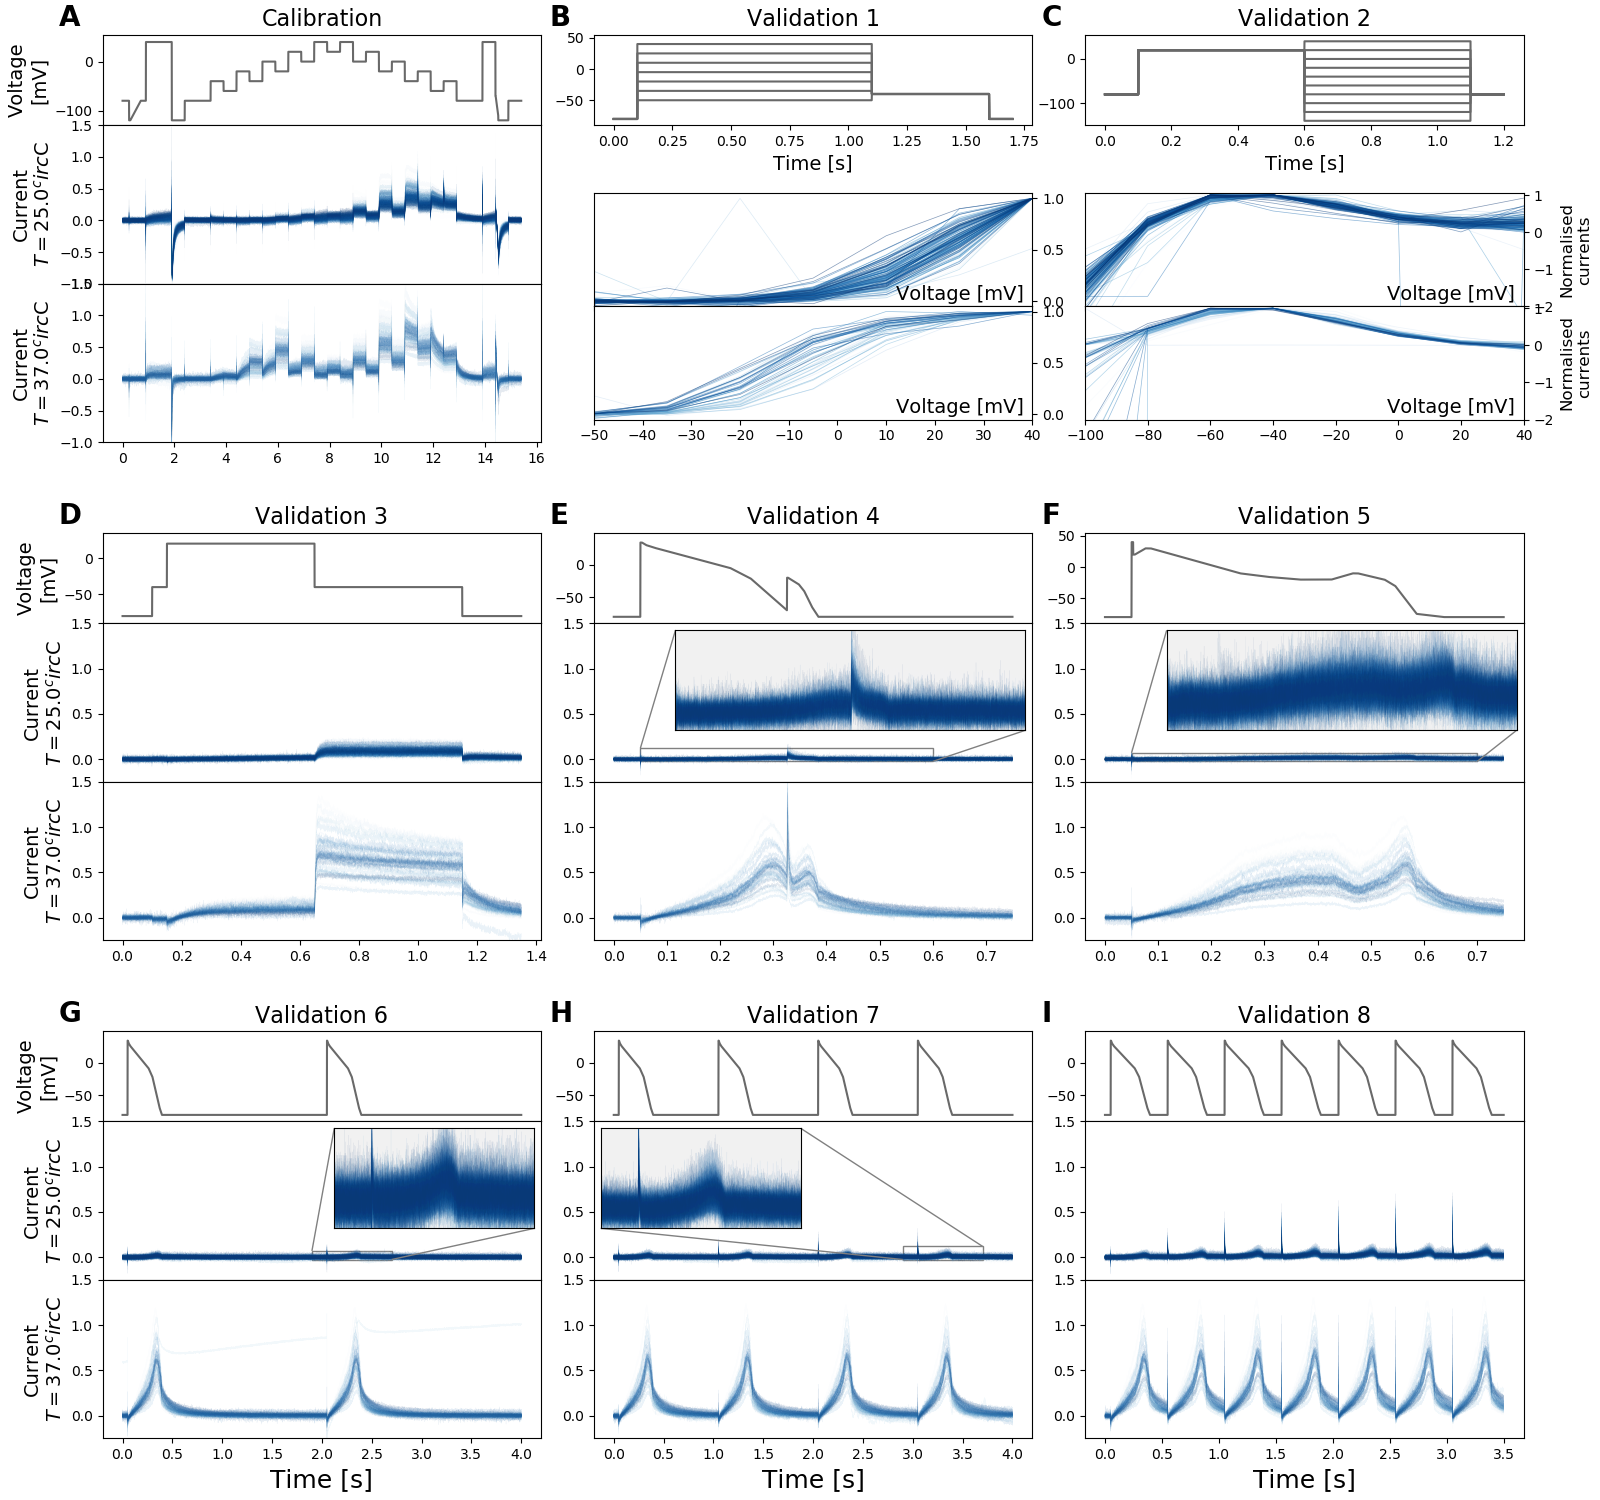 A Calibration B Validation 1 C Validation 2
Voltage
[mV]
0
−100
50
0
−50
0.00 0.25 0.50 0.75 1.00 1.25 1.50 1.75
Time [s]
0
−100
0.0 0.2 0.4 0.6 0.8 1.0 1.2
Time [s]
Current
T = 25.0^circC
1.5
1.0
0.5
0.0
−0.5
−1.0
Current
T = 37.0^circC
1.5
1.0
0.5
0.0
−0.5
−1.0
0 2 4 6 8 10 12 14 16
1.0
0.5
0.0
Voltage [mV]
1.0
0.5
0.0
Voltage [mV]
−50 −40 −30 −20 −10 0 10 20 30 40
1
0
−1
−2
Normalised
currents
Voltage [mV]
1
0
−1
−2
Normalised
currents
Voltage [mV]
−100 −80 −60 −40 −20 0 20 40
D Validation 3 E Validation 4 F Validation 5
Voltage
[mV]
0
−50
0
−50
50
0
−50
Current
T = 25.0^circC
1.5
1.0
0.5
0.0
1.5
1.0
0.5
0.0
1.5
1.0
0.5
0.0
Current
T = 37.0^circC
1.5
1.0
0.5
0.0
1.5
1.0
0.5
0.0
1.5
1.0
0.5
0.0
0.0 0.2 0.4 0.6 0.8 1.0 1.2 1.4
0.0 0.1 0.2 0.3 0.4 0.5 0.6 0.7
0.0 0.1 0.2 0.3 0.4 0.5 0.6 0.7
G Validation 6 H Validation 7 I Validation 8
Voltage
[mV]
0
−50
0
−50
0
−50
Current
T = 25.0^circC
1.5
1.0
0.5
0.0
1.5
1.0
0.5
0.0
1.5
1.0
0.5
0.0
Current
T = 37.0^circC
1.5
1.0
0.5
0.0
1.5
1.0
0.5
0.0
1.5
1.0
0.5
0.0
0.0 0.5 1.0 1.5 2.0 2.5 3.0 3.5 4.0
0.0 0.5 1.0 1.5 2.0 2.5 3.0 3.5 4.0
0.0 0.5 1.0 1.5 2.0 2.5 3.0 3.5
Time [s] Time [s] Time [s]